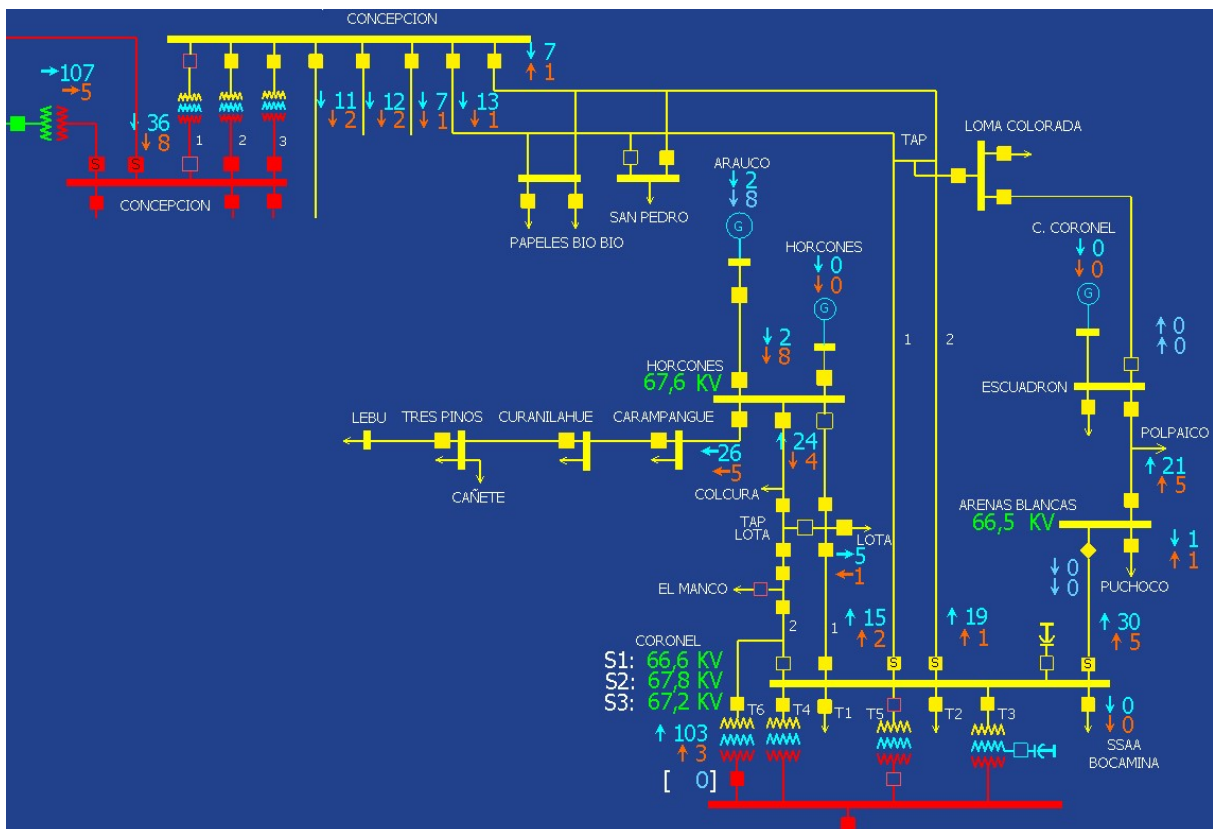 CONCEPCION
→107
→5
↓ 36
↓ 8
1
2
3
CONCEPCION
↓ 7
↑ 1
↓ 11
↓ 2
↓ 12
↓ 2
↓ 7
↓ 1
↓ 13
↓ 1
TAP
LOMA COLORADA
ARAUCO
↓ 2
↓ 8
G
SAN PEDRO
PAPELES BIO BIO
HORCONES
↓ 0
↓ 0
G
C. CORONEL
↓ 0
↓ 0
G
1
2
↑ 0
↑ 0
↓ 2
↓ 8
HORCONES
67,6 KV
ESCUADRON
LEBU
TRES PINOS
CURANILAHUE
CARAMPANGUE
←26
←5
↑ 24
↓ 4
POLPAICO
↑ 21
↑ 5
CAÑETE
COLCURA
ARENAS BLANCAS
66,5 KV
TAP
LOTA
LOTA
→5
←1
↓ 1
↑ 1
↓ 0
↓ 0
PUCHOCO
EL MANCO
2
1
↑ 15
↑ 2
↑ 19
↑ 1
↑ 30
↑ 5
CORONEL
S1: 66,6 KV
S2: 67,8 KV
S3: 67,2 KV
S
S
S
S
S
T6
T4
T1
T5
T2
T3
↑ 103
↑ 3
[ 0]
↓ 0
↓ 0
SSAA
BOCAMINA